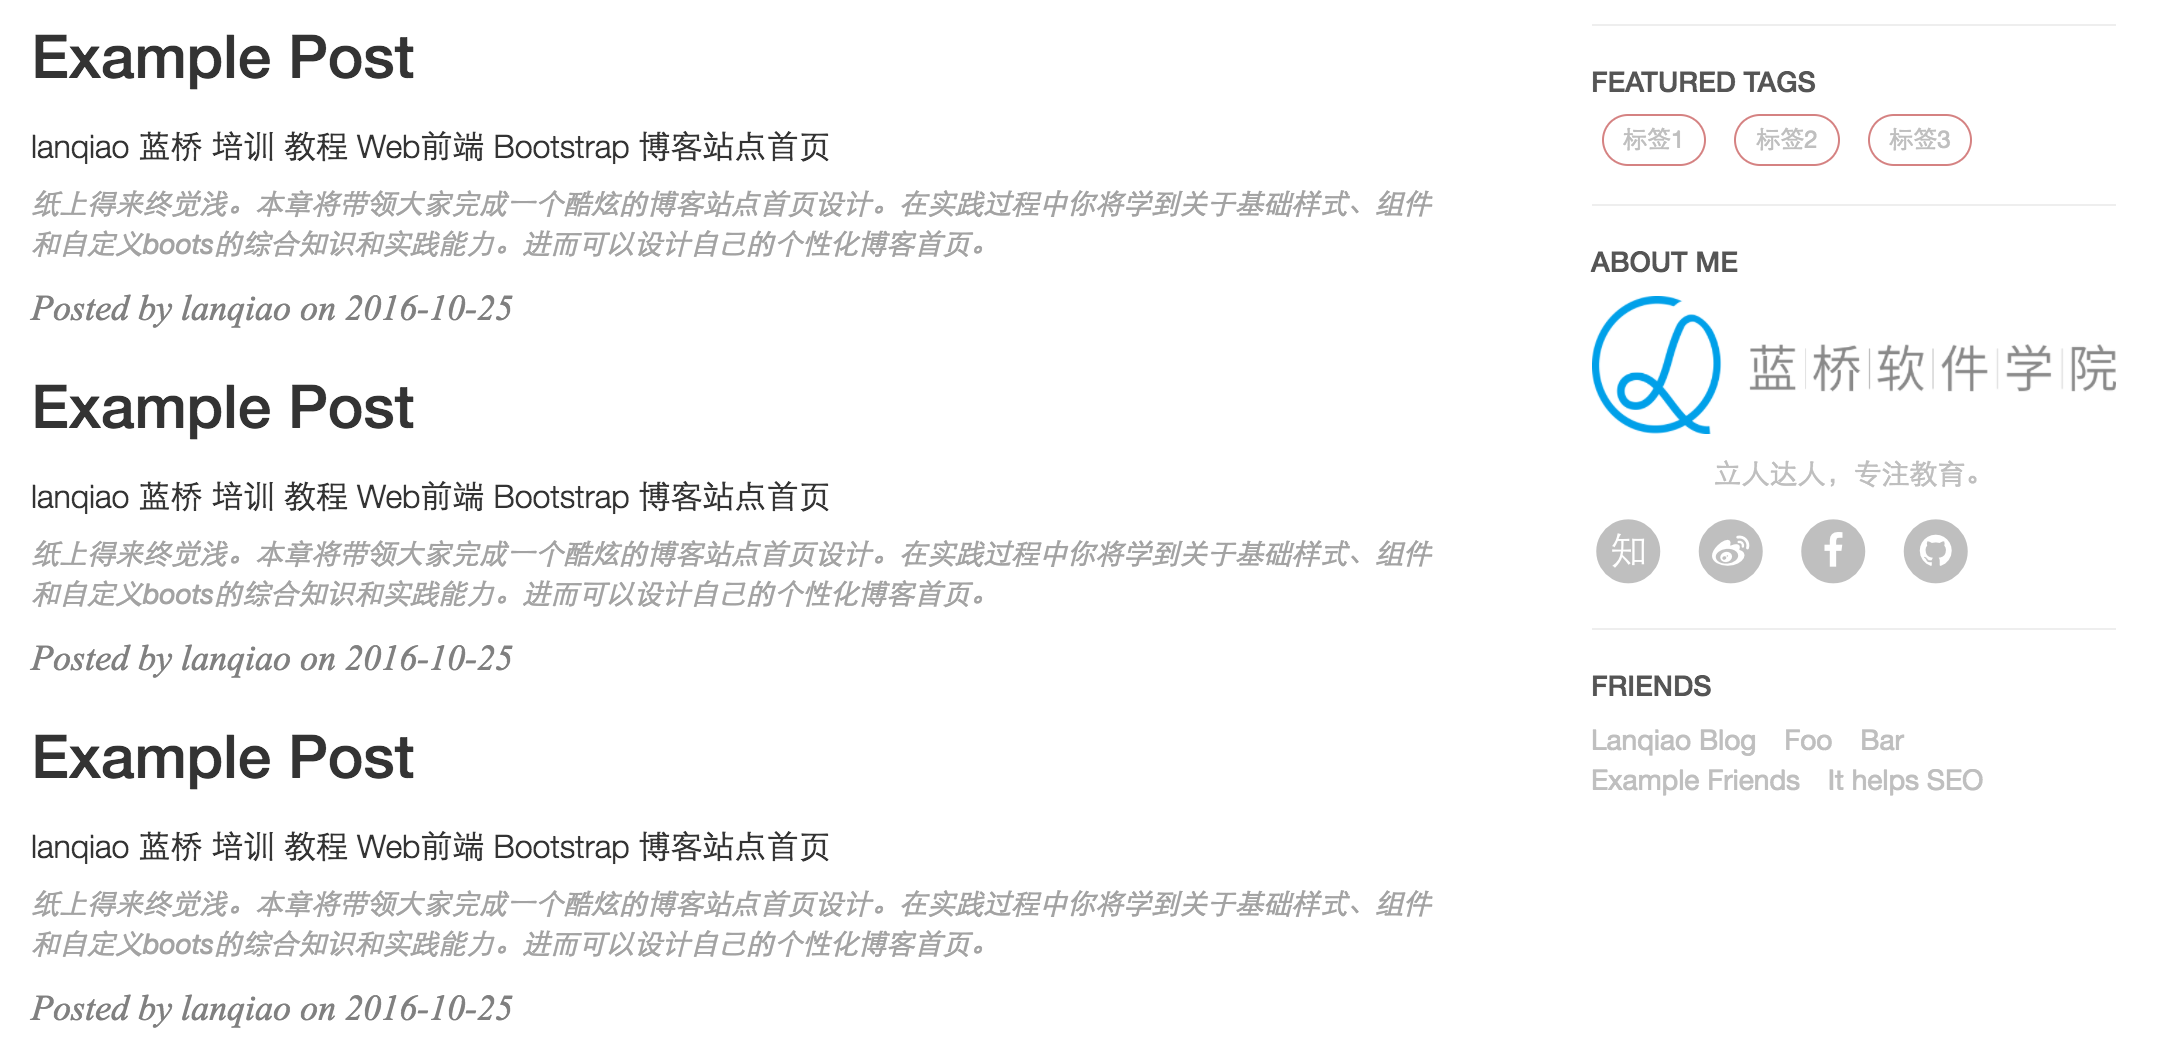 Example Post
lanqiao 蓝桥 培训 教程 Web前端 Bootstrap 博客站点首页
纸上得来终觉浅。本章将带领大家完成一个酷炫的博客站点首页设计。在实践过程中你将学到关于基础样式、组件
和自定义boots的综合知识和实践能力。进而可以设计自己的个性化博客首页。
Posted by lanqiao on 2016-10-25
Example Post
lanqiao 蓝桥 培训 教程 Web前端 Bootstrap 博客站点首页
纸上得来终觉浅。本章将带领大家完成一个酷炫的博客站点首页设计。在实践过程中你将学到关于基础样式、组件
和自定义boots的综合知识和实践能力。进而可以设计自己的个性化博客首页。
Posted by lanqiao on 2016-10-25
Example Post
lanqiao 蓝桥 培训 教程 Web前端 Bootstrap 博客站点首页
纸上得来终觉浅。本章将带领大家完成一个酷炫的博客站点首页设计。在实践过程中你将学到关于基础样式、组件
和自定义boots的综合知识和实践能力。进而可以设计自己的个性化博客首页。
Posted by lanqiao on 2016-10-25
FEATURED TAGS
标签1 标签2 标签3
ABOUT ME
蓝桥软件学院
立人达人，专注教育。
知 f
FRIENDS
Lanqiao Blog Foo Bar
Example Friends It helps SEO